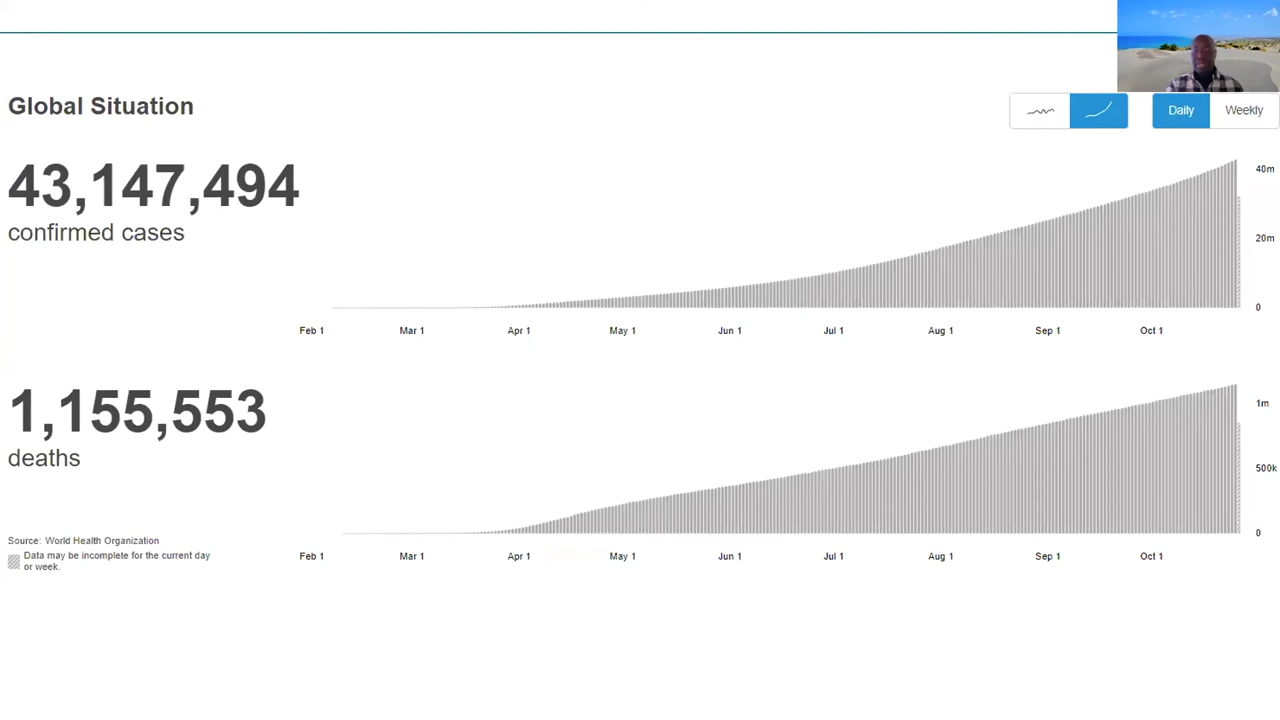 Global Situation
Daily Weekly
43,147,494
confirmed cases
40m
20m
0
Feb 1 Mar 1 Apr 1 May 1 Jun 1 Jul 1 Aug 1 Sep 1 Oct 1
1,155,553
deaths
1m
500k
0
Source: World Health Organization
Data may be incomplete for the current day
or week.
Feb 1 Mar 1 Apr 1 May 1 Jun 1 Jul 1 Aug 1 Sep 1 Oct 1